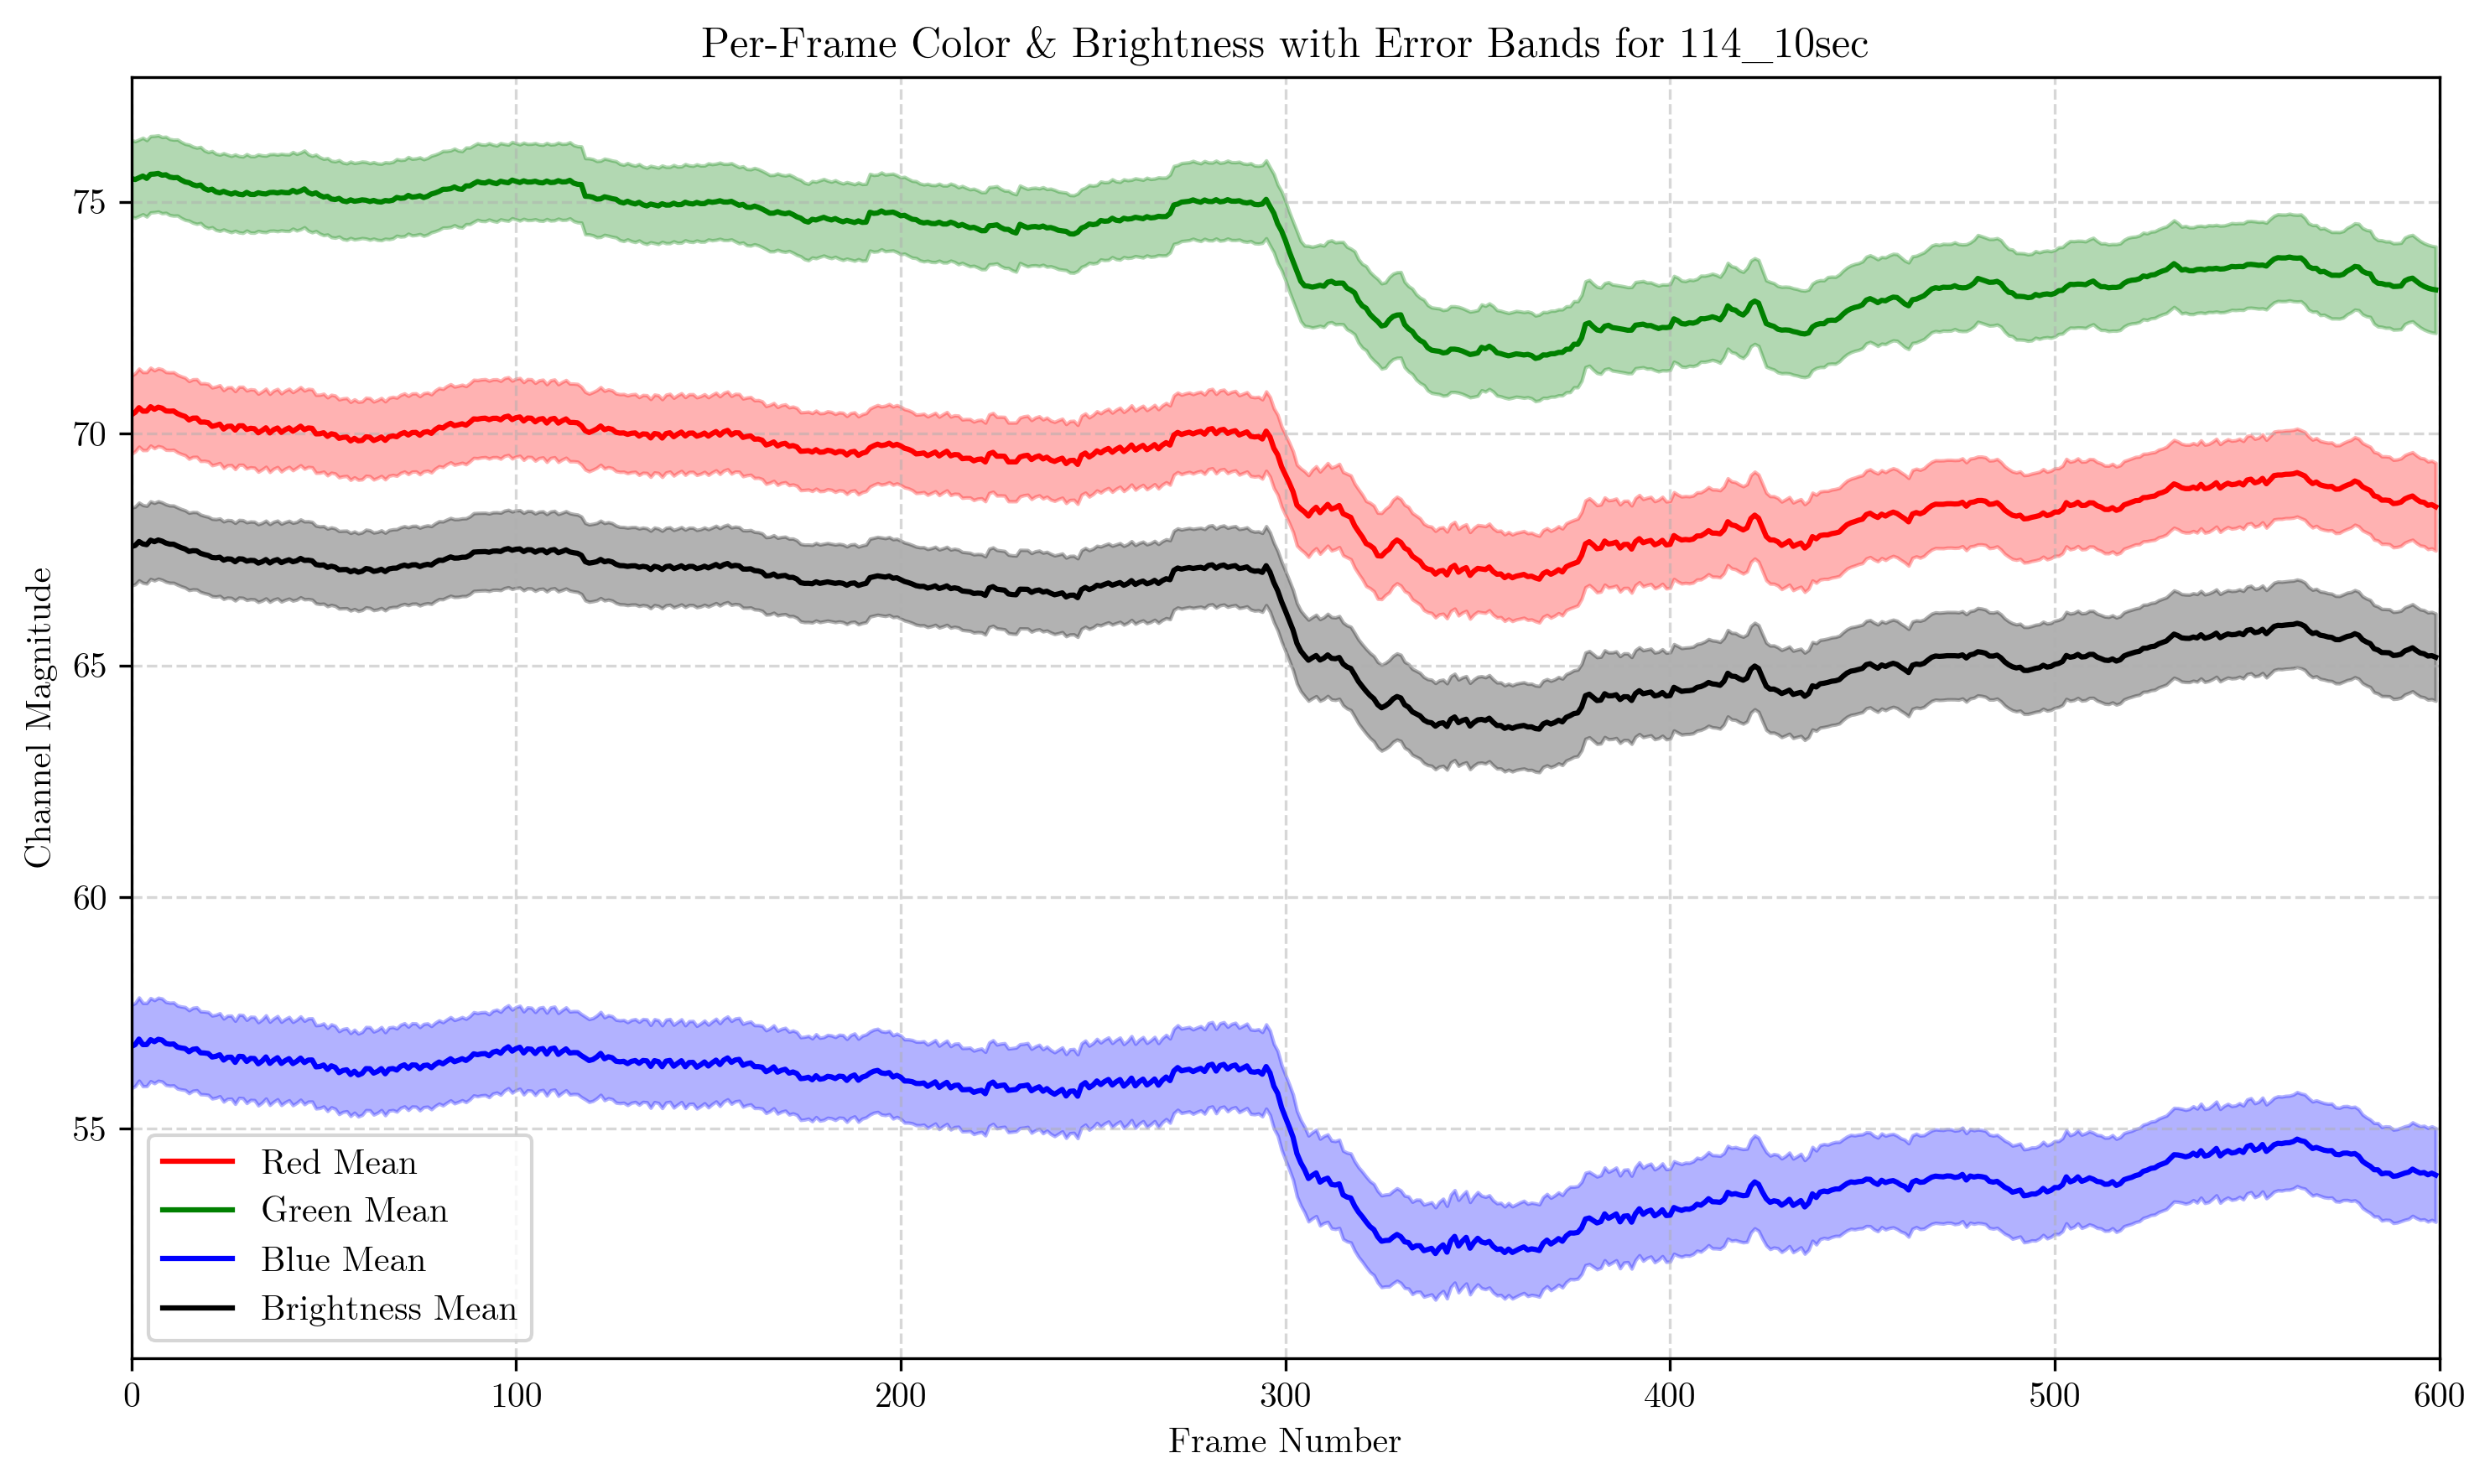 Per-Frame Color & Brightness with Error Bands for 114_10sec
Channel Magnitude
75
70
65
60
55
Red Mean
Green Mean
Blue Mean
Brightness Mean
0 100 200 300 400 500 600
Frame Number